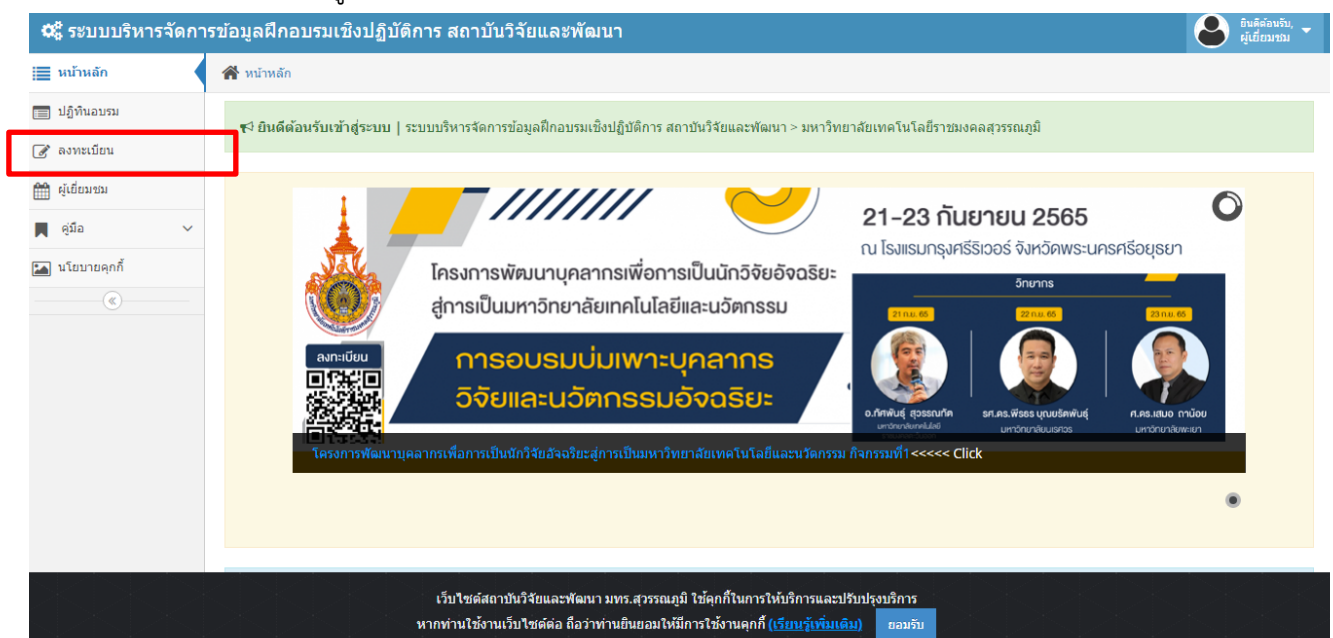 ระบบบริหารจัดการข้อมูลฝึกอบรมเชิงปฏิบัติการ สถาบันวิจัยและพัฒนา
ยินดีต้อนรับ,
ผู้เยี่ยมชม
หน้าหลัก
หน้าหลัก
ปฏิทินอบรม
ยินดีต้อนรับเข้าสู่ระบบ | ระบบบริหารจัดการข้อมูลฝึกอบรมเชิงปฏิบัติการ สถาบันวิจัยและพัฒนา > มหาวิทยาลัยเทคโนโลยีราชมงคลสุวรรณภูมิ
ลงทะเบียน
ผู้เยี่ยมชม
คู่มือ
นโยบายคุกกี้
21-23 กันยายน 2565
ณ โรงแรมกรุงศรีริเวอร์ จังหวัดพระนครศรีอยุธยา
โครงการพัฒนาบุคลากรเพื่อการเป็นนักวิจัยอัจฉริยะ
สู่การเป็นมหาวิทยาลัยเทคโนโลยีและนวัตกรรม
วิทยากร
21 ก.ย. 65
22 ก.ย. 65
23 ก.ย. 65
ลงทะเบียน
การอบรมบ่มเพาะบุคลากร
วิจัยและนวัตกรรมอัจฉริยะ
อ.ทิศพันธุ์ สุวรรณทัต
รศ.ดร.พีรธร บุณยรัตพันธุ์
ศ.ดร.เสมอ ถาน้อย
มหาวิทยาลัยนเรศวร
มหาวิทยาลัยพะเยา
โครงการพัฒนาบุคลากรเพื่อการเป็นนักวิจัยอัจฉริยะสู่การเป็นมหาวิทยาลัยเทคโนโลยีและนวัตกรรม กิจกรรมที่1<<<<< Click
เว็บไซต์สถาบันวิจัยและพัฒนา มทร.สุวรรณภูมิ ใช้คุกกี้ในการให้บริการและปรับปรุงบริการ
หากท่านใช้งานเว็บไซต์ต่อ ถือว่าท่านยินยอมให้มีการใช้งานคุกกี้ (เรียนรู้เพิ่มเติม) ยอมรับ